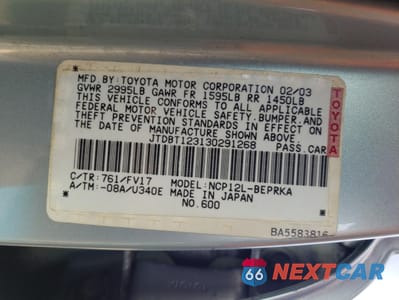 MFD.BY:TOYOTA MOTOR CORPORATION 02/03
GVWR 2995LB GAWR FR 1595LB RR 1450LB
THIS VEHICLE CONFORMS TO ALL APPLICABLE
FEDERAL MOTOR VEHICLE SAFETY,BUMPER,AND
THEFT PREVENTION STANDARDS IN EFFECT ON
THE DATE OF MANUFACTURE SHOWN ABOVE.
JTDBT123130291268 PASS.CAR
TOYOTA
C/TR:761/FV17 MODEL:NCP12L-BEPRKA
A/TM:-08A/U340E MADE IN JAPAN
NO.600
BA5583816
66 NEXTCAR